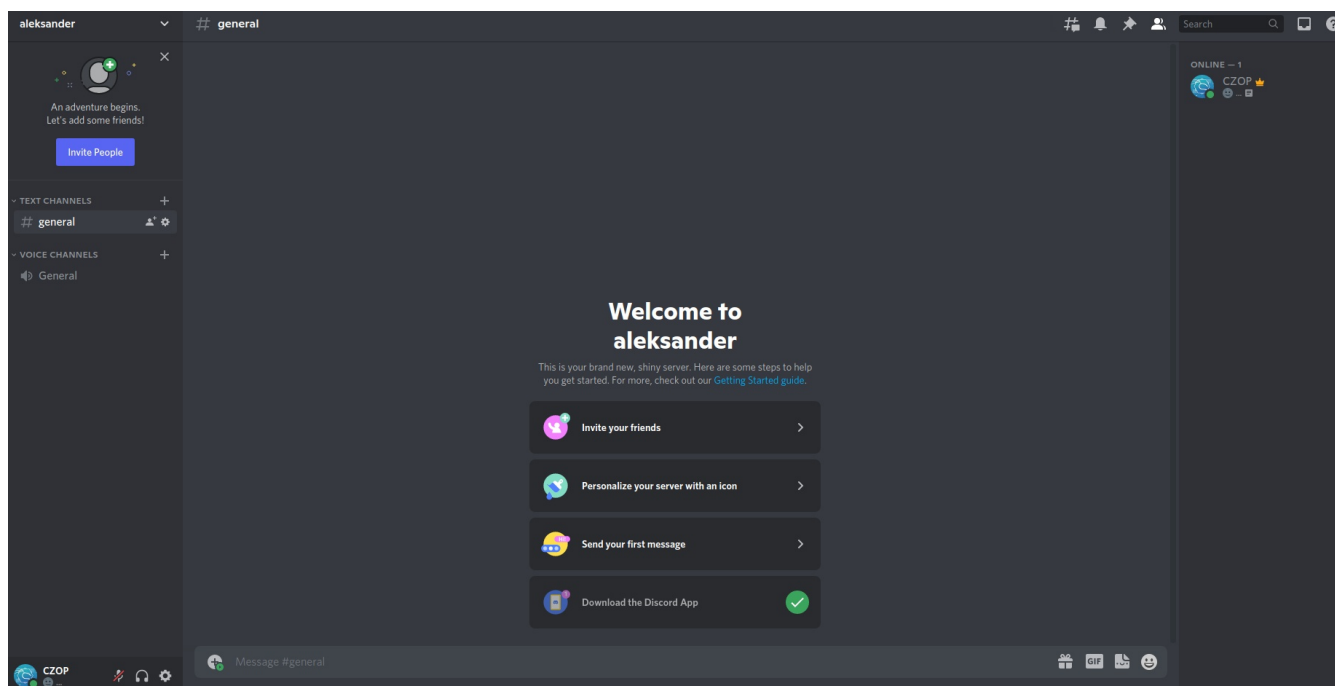 aleksander
general
Search
An adventure begins.
Let's add some friends!
Invite People
TEXT CHANNELS
general
VOICE CHANNELS
General
ONLINE — 1
CZOP
...
Welcome to
aleksander
This is your brand new, shiny server. Here are some steps to help
you get started. For more, check out our Getting Started guide.
Invite your friends
Personalize your server with an icon
Send your first message
Download the Discord App
CZOP
...
Message #general
GIF